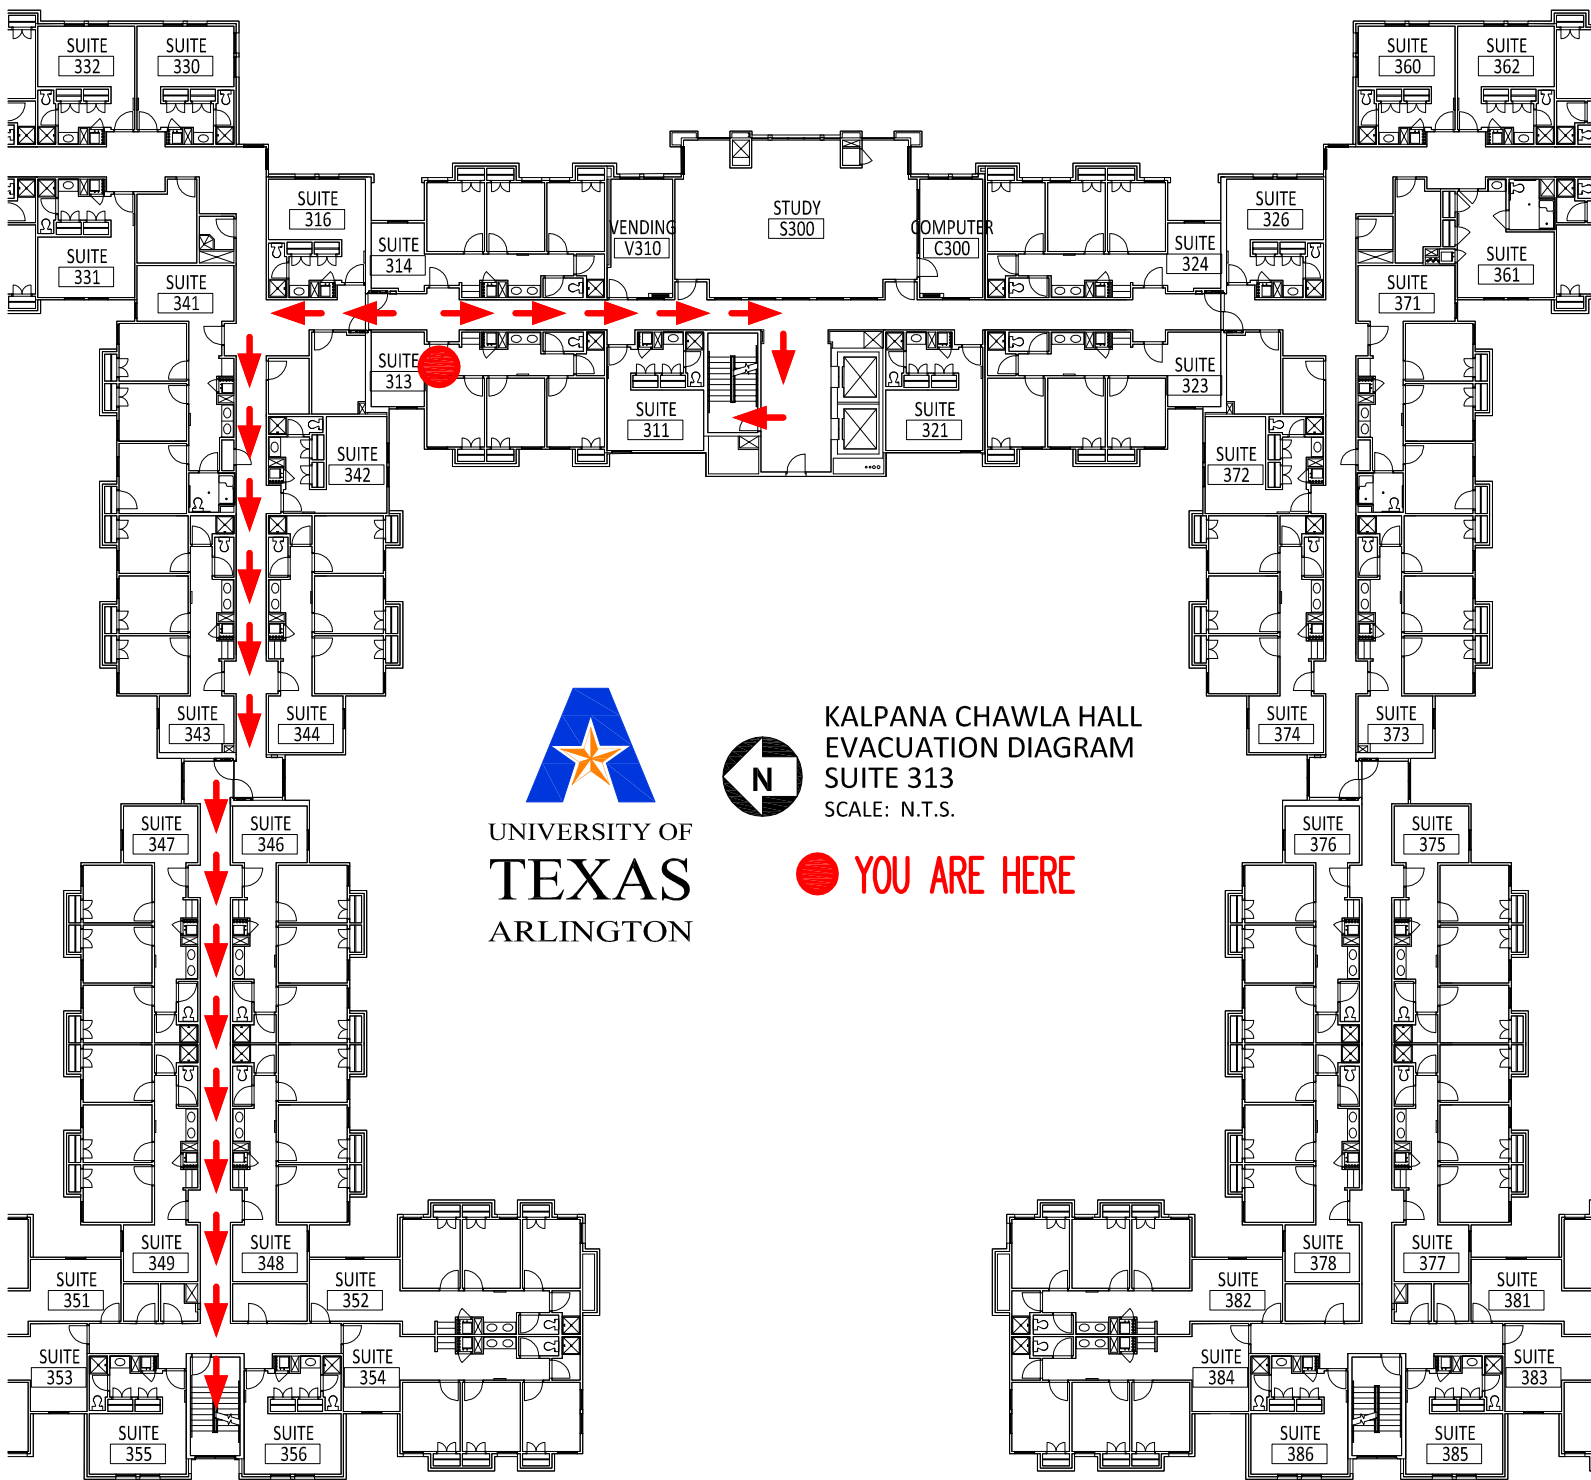 SUITE
332
SUITE
330
SUITE
360
SUITE
362
SUITE
316
SUITE
331
SUITE
341
SUITE
314
VENDING
V310
STUDY
S300
COMPUTER
C300
SUITE
324
SUITE
326
SUITE
361
SUITE
371
SUITE
313
SUITE
311
SUITE
321
SUITE
323
SUITE
342
SUITE
372
SUITE
343
SUITE
344
SUITE
374
SUITE
373
UNIVERSITY OF
TEXAS
ARLINGTON
N
KALPANA CHAWLA HALL
EVACUATION DIAGRAM
SUITE 313
SCALE: N.T.S.
YOU ARE HERE
SUITE
347
SUITE
346
SUITE
376
SUITE
375
SUITE
349
SUITE
348
SUITE
378
SUITE
377
SUITE
351
SUITE
352
SUITE
382
SUITE
381
SUITE
353
SUITE
354
SUITE
384
SUITE
383
SUITE
355
SUITE
356
SUITE
386
SUITE
385